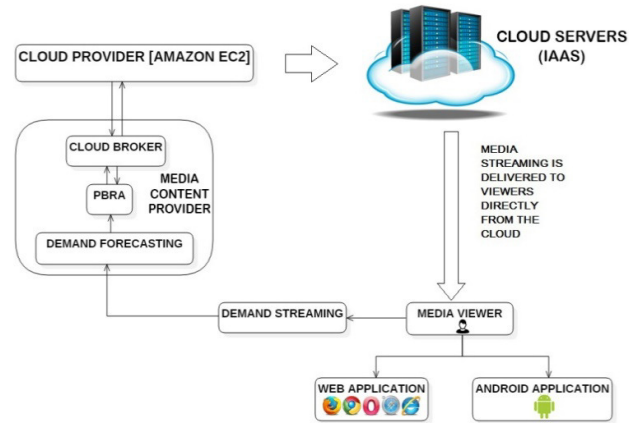 CLOUD PROVIDER [AMAZON EC2]
CLOUD SERVERS
(IAAS)
CLOUD BROKER
MEDIA
CONTENT
PROVIDER
PBRA
DEMAND FORECASTING
MEDIA
STREAMING IS
DELIVERED TO
VIEWERS
DIRECTLY
FROM THE
CLOUD
DEMAND STREAMING
MEDIA VIEWER
WEB APPLICATION
ANDROID APPLICATION